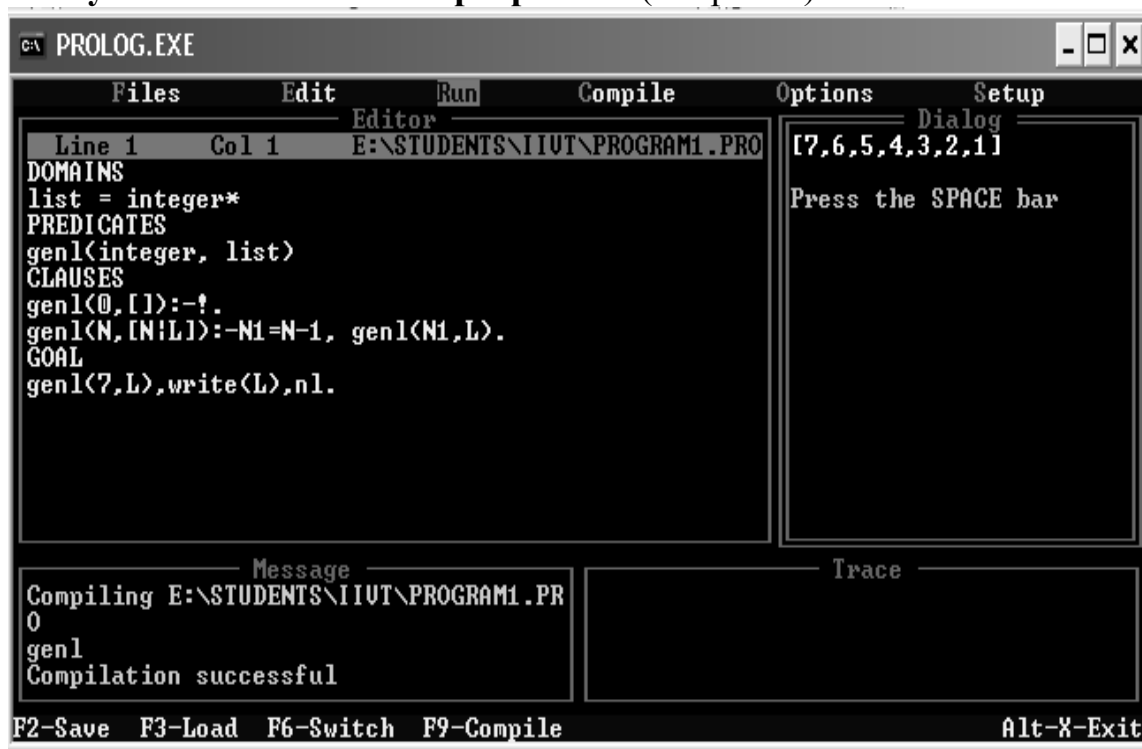 PROLOG.EXE
Files Edit Run Compile Options Setup
Editor
Line 1 Col 1 E:\STUDENTS\IIVT\PROGRAM1.PRO
DOMAINS
list = integer*
PREDICATES
genl(integer, list)
CLAUSES
genl(0,[]):-!.
genl(N,[N|L]):-N1=N-1, genl(N1,L).
GOAL
genl(7,L),write(L),nl.
Dialog
[7,6,5,4,3,2,1]
Press the SPACE bar
Message
Compiling E:\STUDENTS\IIVT\PROGRAM1.PR
O
genl
Compilation successful
Trace
F2-Save F3-Load F6-Switch F9-Compile Alt-X-Exit